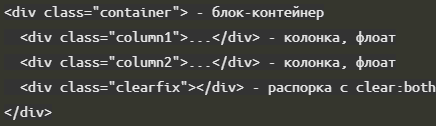 <div class="container"> - блок-контейнер
<div class="column1">...</div> - колонка, флоат
<div class="column2">...</div> - колонка, флоат
<div class="clearfix"></div> - распорка с clear:both
</div>